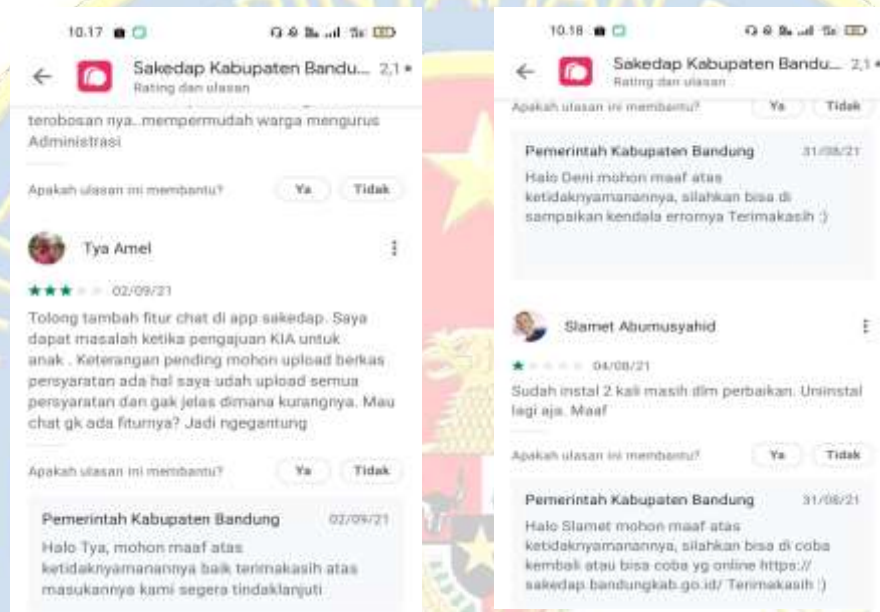 10.17
Sakedap Kabupaten Bandu... 2,1
Rating dan ulasan
terobosan nya..mempermudah warga mengurus
Administrasi
Apakah ulasan ini membantu? Ya Tidak
Tya Amel
02/09/21
Tolong tambah fitur chat di app sakedap. Saya
dapat masalah ketika pengajuan KIA untuk
anak . Keterangan pending mohon upload berkas
persyaratan ada hal saya udah upload semua
persyaratan dan gak jelas dimana kurangnya. Mau
chat gk ada fiturnya? Jadi ngegantung
Apakah ulasan ini membantu? Ya Tidak
Pemerintah Kabupaten Bandung 02/09/21
Halo Tya, mohon maaf atas
ketidaknyamanannya baik terimakasih atas
masukannya kami segera tindaklanjuti
10.18
Sakedap Kabupaten Bandu... 2,1
Rating dan ulasan
Apakah ulasan ini membantu? Ya Tidak
Pemerintah Kabupaten Bandung 31/08/21
Halo Deni mohon maaf atas
ketidaknyamanannya, silahkan bisa di
sampaikan kendala errornya Terimakasih :)
Slamet Abumusyahid
04/08/21
Sudah instal 2 kali masih dlm perbaikan. Uninstal
lagi aja. Maaf
Apakah ulasan ini membantu? Ya Tidak
Pemerintah Kabupaten Bandung 31/08/21
Halo Slamet mohon maaf atas
ketidaknyamanannya, silahkan bisa di coba
kembali atau bisa coba yg online https://
sakedap.bandungkab.go.id/ Terimakasih :)